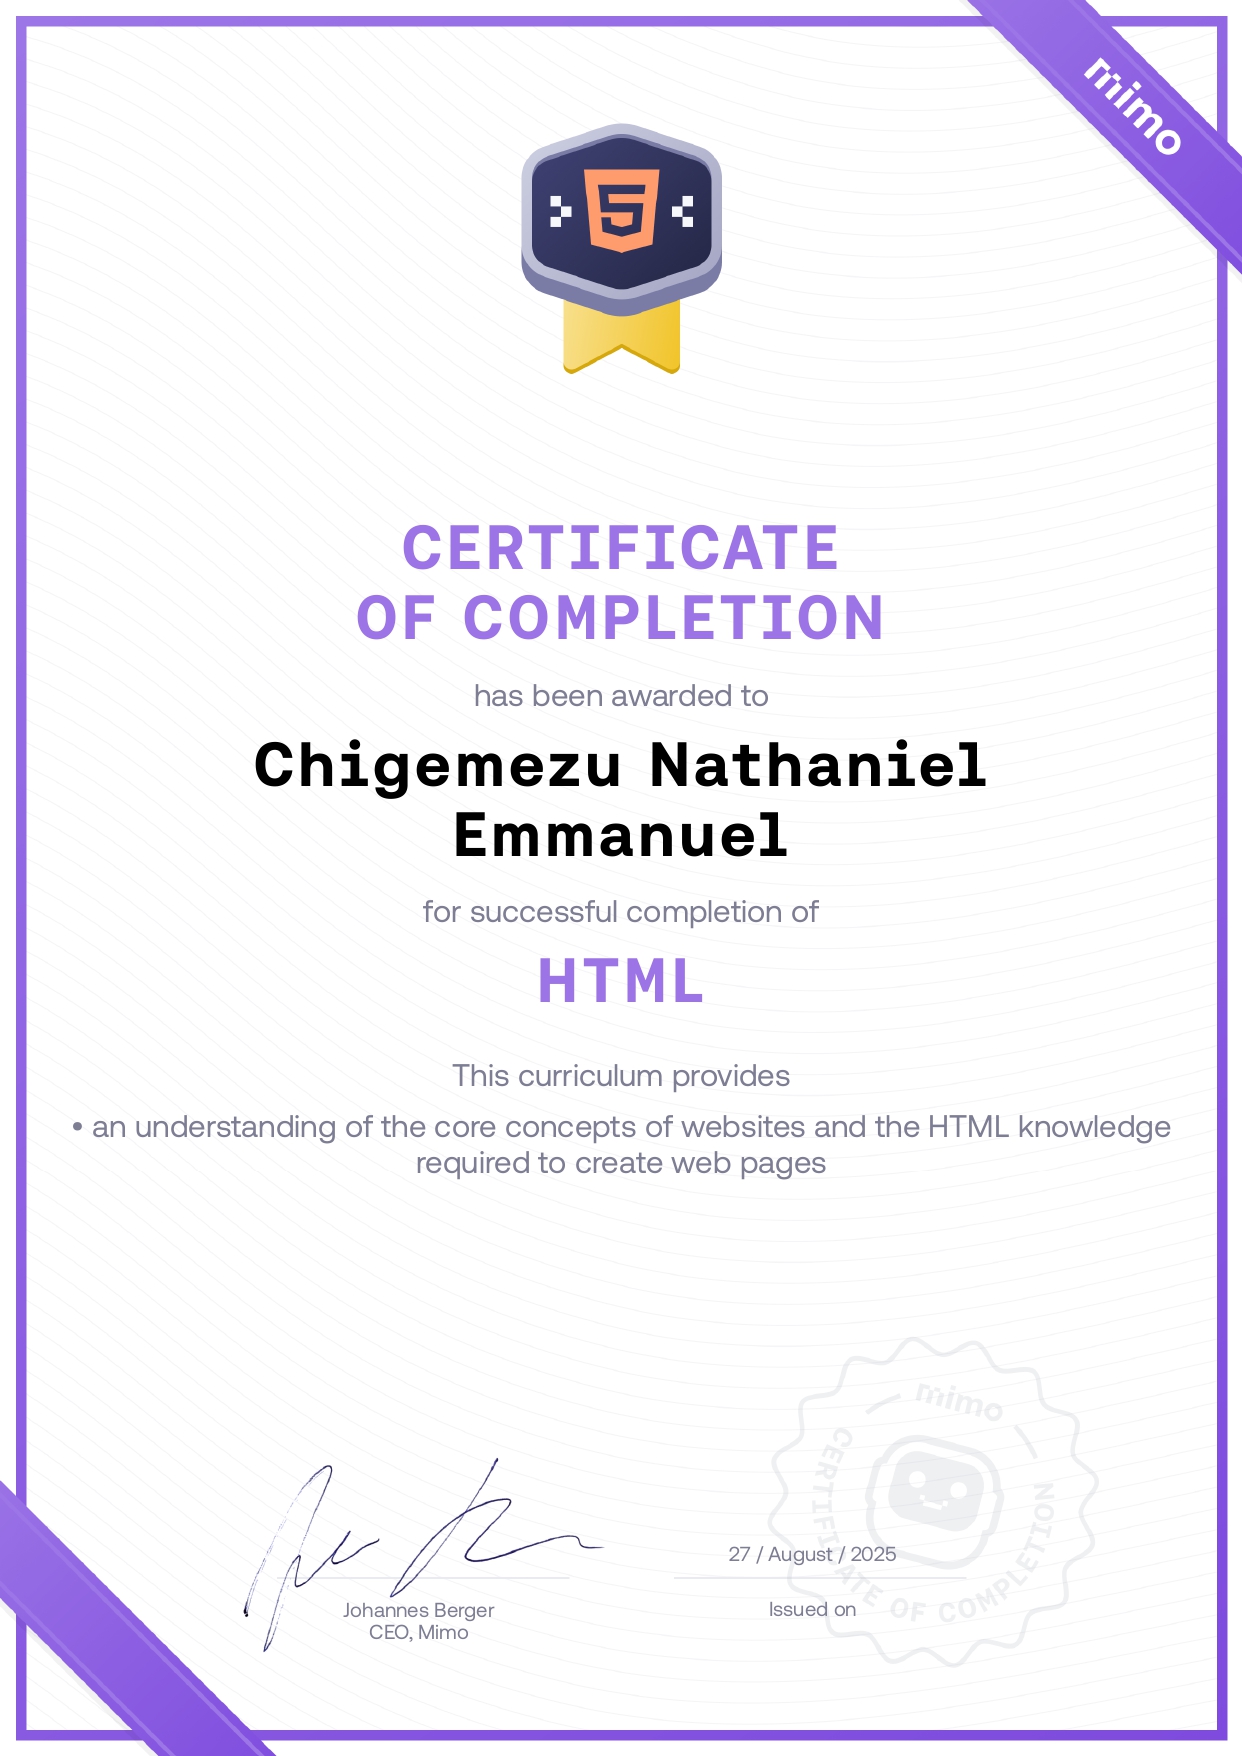 mimo
CERTIFICATE
OF COMPLETION
has been awarded to
Chigemezu Nathaniel
Emmanuel
for successful completion of
HTML
This curriculum provides
• an understanding of the core concepts of websites and the HTML knowledge
required to create web pages
mimo
CERTIFICATE OF COMPLETION
27 / August / 2025
Johannes Berger
CEO, Mimo
Issued on